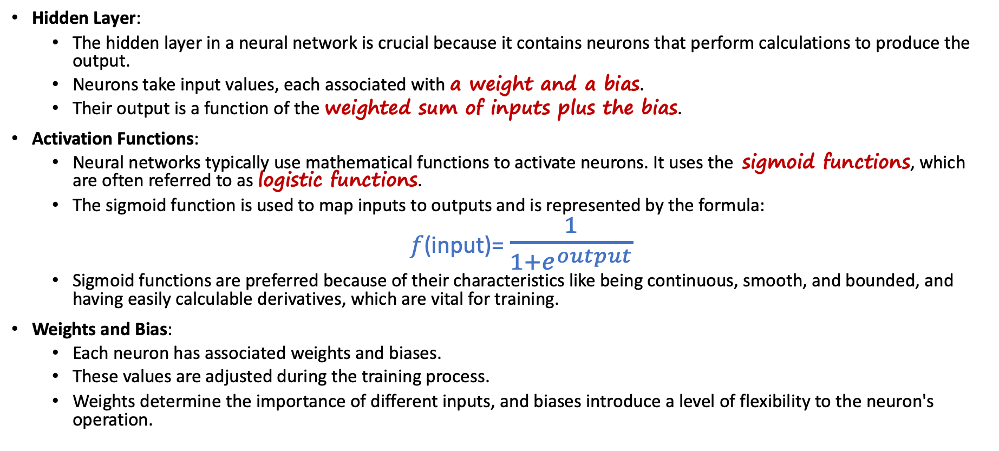 • Hidden Layer:
• The hidden layer in a neural network is crucial because it contains neurons that perform calculations to produce the
output.
• Neurons take input values, each associated with a weight and a bias.
• Their output is a function of the weighted sum of inputs plus the bias.
• Activation Functions:
• Neural networks typically use mathematical functions to activate neurons. It uses the sigmoid functions, which
are often referred to as logistic functions.
• The sigmoid function is used to map inputs to outputs and is represented by the formula:
1
f(input)=
1+e^output
• Sigmoid functions are preferred because of their characteristics like being continuous, smooth, and bounded, and
having easily calculable derivatives, which are vital for training.
• Weights and Bias:
• Each neuron has associated weights and biases.
• These values are adjusted during the training process.
• Weights determine the importance of different inputs, and biases introduce a level of flexibility to the neuron's
operation.